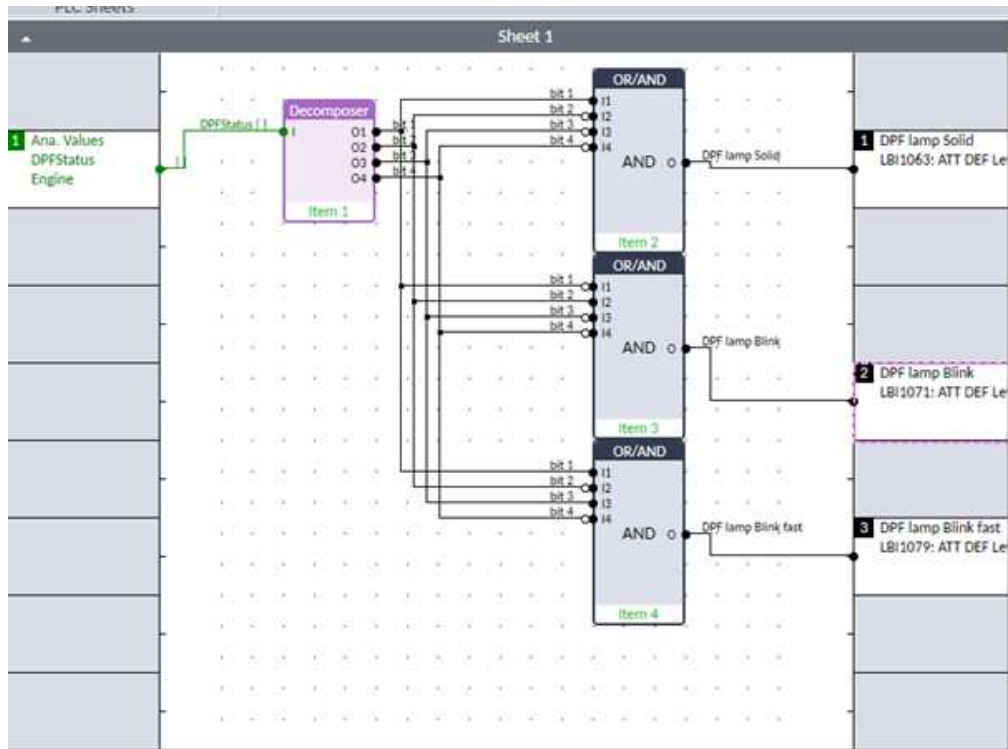 PLC Sheets
Sheet 1
1 Ana. Values
DPFStatus
Engine
[ ]
DPFStatus [ ]
Decomposer
I
O1
O2
O3
O4
Item 1
bit 1
bit 2
bit 3
bit 4
OR/AND
I1
I2
I3
I4
AND O
Item 2
DPF lamp Solid
1 DPF lamp Solid
LBI1063: ATT DEF Le
bit 1
bit 2
bit 3
bit 4
OR/AND
I1
I2
I3
I4
AND O
Item 3
DPF lamp Blink
2 DPF lamp Blink
LBI1071: ATT DEF Le
bit 1
bit 2
bit 3
bit 4
OR/AND
I1
I2
I3
I4
AND O
Item 4
DPF lamp Blink fast
3 DPF lamp Blink fast
LBI1079: ATT DEF Le